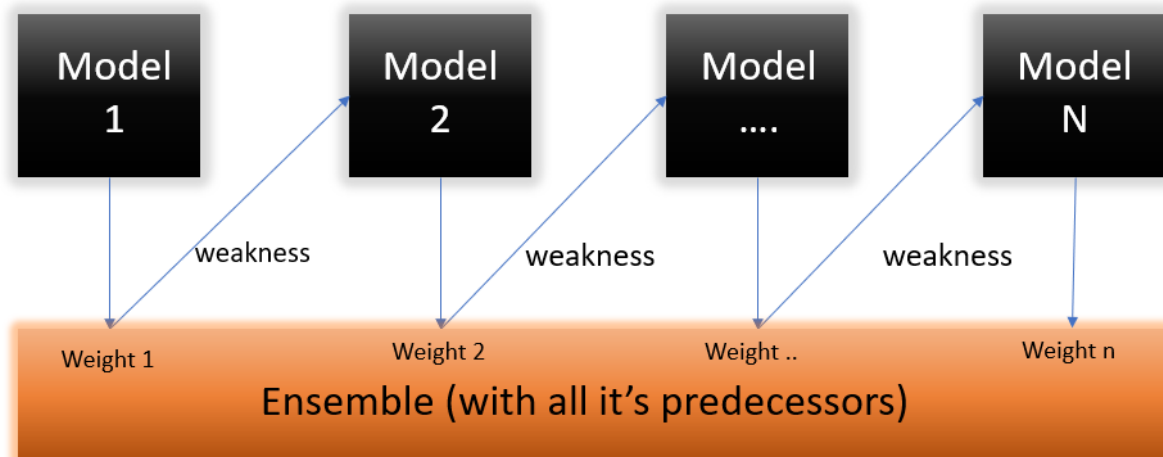 Model
1
Model
2
Model
....
Model
N
weakness
weakness
weakness
Weight 1
Weight 2
Weight ..
Weight n
Ensemble (with all it's predecessors)